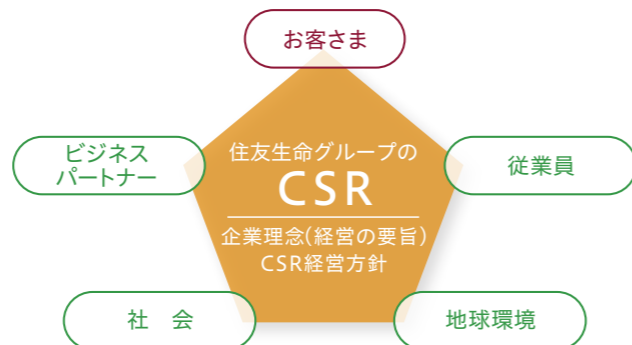 お客さま
ビジネス
パートナー
住友生命グループの
CSR
企業理念(経営の要旨)
CSR経営方針
従業員
社　会
地球環境